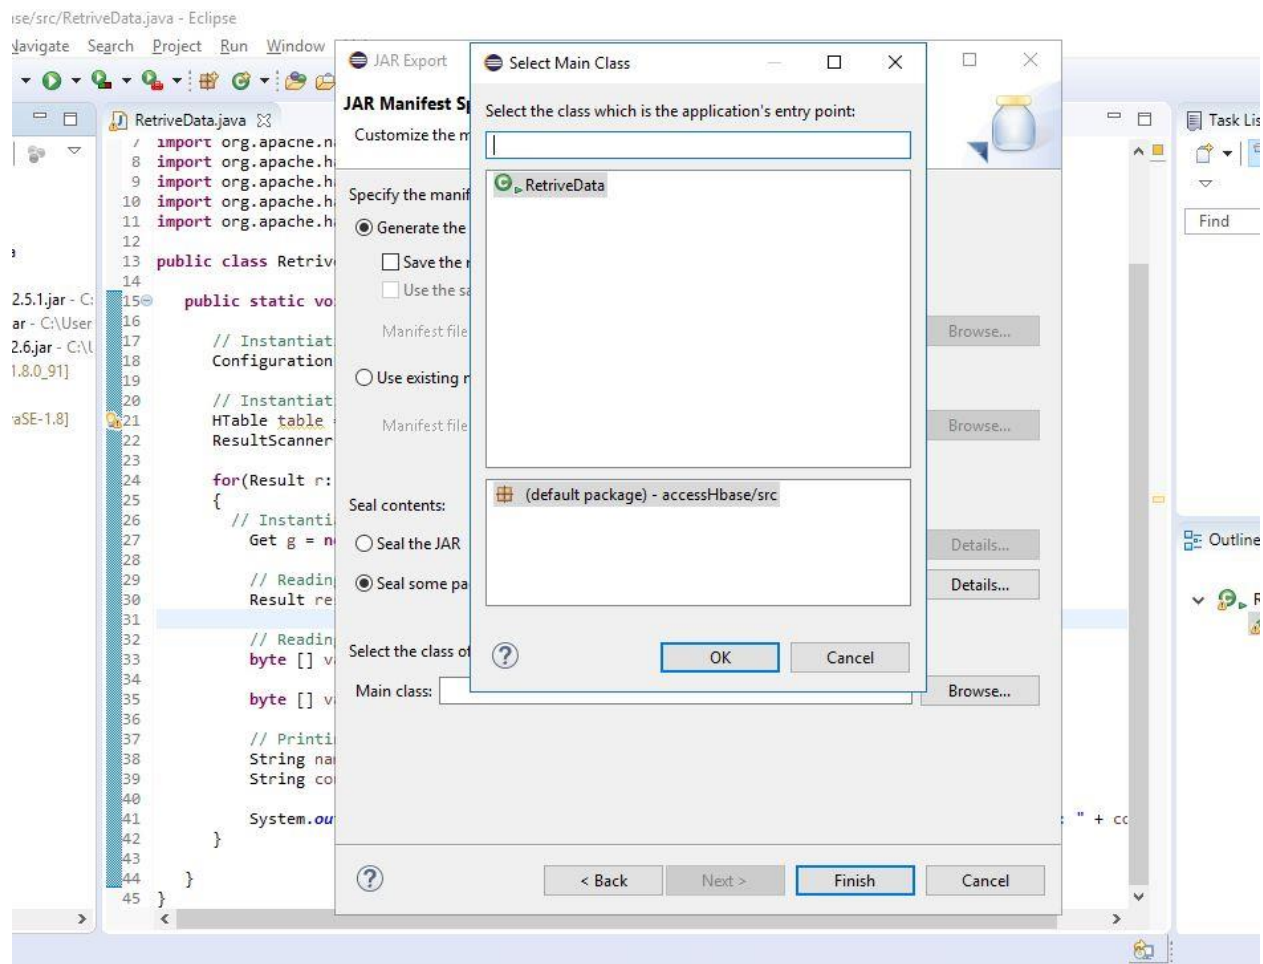 ase/src/RetriveData.java - Eclipse
Navigate Search Project Run Window
RetriveData.java
7 import org.apache.h
8 import org.apache.h
9 import org.apache.h
10 import org.apache.h
11 import org.apache.h
12
13 public class Retriv
14
15 public static vo
16
17 // Instantiat
18 Configuration
19
20 // Instantiat
21 HTable table =
22 ResultScanner
23
24 for(Result r:
25 {
26 // Instanti
27 Get g = n
28
29 // Readin
30 Result re
31
32 // Readin
33 byte [] v
34
35 byte [] v
36
37 // Printi
38 String na
39 String co
40
41 System.ou : " + co
42 }
43
44 }
45 }
2.5.1.jar - C:
ar - C:\User
2.6.jar - C:\U
1.8.0_91]
aSE-1.8]
JAR Export
JAR Manifest Sp
Customize the m
Specify the manif
Generate the
Save the
Use the sa
Manifest file
Browse...
Use existing
Manifest file
Browse...
Seal contents:
Seal the JAR
Details...
Seal some pa
Details...
Select the class of
Main class:
Browse...
< Back
Next >
Finish
Cancel
Select Main Class
Select the class which is the application's entry point:
RetriveData
(default package) - accessHbase/src
OK
Cancel
Task Lis
Find
Outline